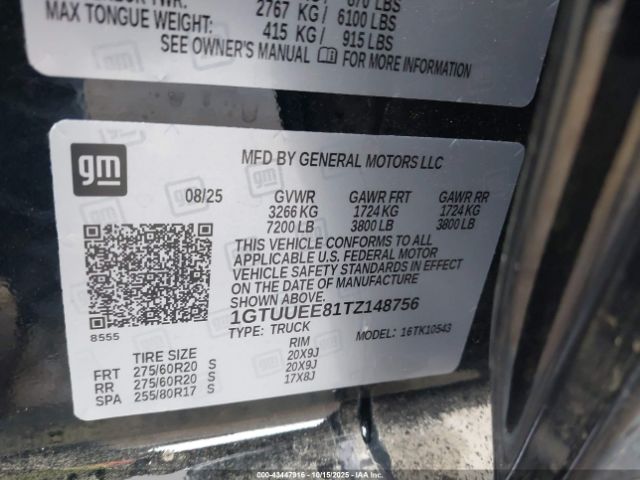 2767 KG / 6100 LBS
MAX TONGUE WEIGHT: 415 KG / 915 LBS
SEE OWNER'S MANUAL FOR MORE INFORMATION
gm
MFD BY GENERAL MOTORS LLC
08/25 GVWR GAWR FRT GAWR RR
3266 KG 1724 KG 1724 KG
7200 LB 3800 LB 3800 LB
THIS VEHICLE CONFORMS TO ALL
APPLICABLE U.S. FEDERAL MOTOR
VEHICLE SAFETY STANDARDS IN EFFECT
ON THE DATE OF MANUFACTURE
SHOWN ABOVE.
1GTUUEE81TZ148756
8555
TYPE: TRUCK 16TK10543
TIRE SIZE RIM
FRT 275/60R20 S 20X9J
RR 275/60R20 S 20X9J
SPA 255/80R17 S 17X8J
000-43447916 - 10/15/2025 - © IAA, LLC